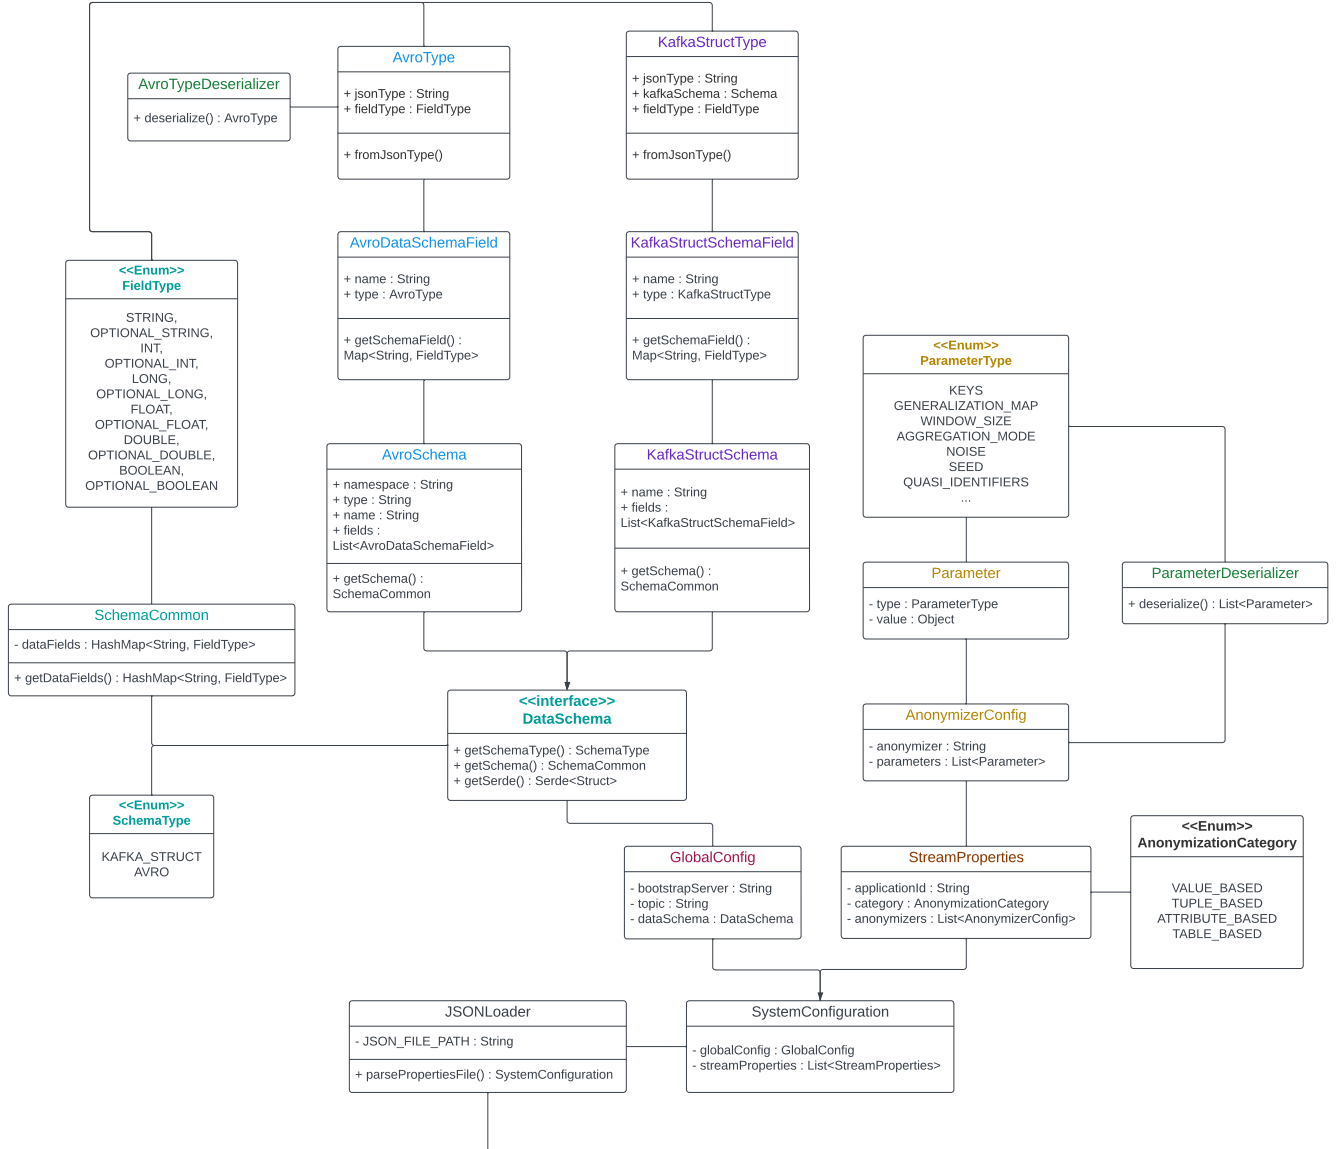 KafkaStructType
+ jsonType : String
+ kafkaSchema : Schema
+ fieldType : FieldType
+ fromJsonType()
AvroType
+ jsonType : String
+ fieldType : FieldType
+ fromJsonType()
AvroTypeDeserializer
+ deserialize() : AvroType
AvroDataSchemaField
+ name : String
+ type : AvroType
+ getSchemaField() :
Map<String, FieldType>
KafkaStructSchemaField
+ name : String
+ type : KafkaStructType
+ getSchemaField() :
Map<String, FieldType>
<<Enum>>
FieldType
STRING,
OPTIONAL_STRING,
INT,
OPTIONAL_INT,
LONG,
OPTIONAL_LONG,
FLOAT,
OPTIONAL_FLOAT,
DOUBLE,
OPTIONAL_DOUBLE,
BOOLEAN,
OPTIONAL_BOOLEAN
<<Enum>>
ParameterType
KEYS
GENERALIZATION_MAP
WINDOW_SIZE
AGGREGATION_MODE
NOISE
SEED
QUASI_IDENTIFIERS
...
AvroSchema
+ namespace : String
+ type : String
+ name : String
+ fields :
List<AvroDataSchemaField>
+ getSchema() :
SchemaCommon
KafkaStructSchema
+ name : String
+ fields :
List<KafkaStructSchemaField>
+ getSchema() :
SchemaCommon
Parameter
- type : ParameterType
- value : Object
ParameterDeserializer
+ deserialize() : List<Parameter>
SchemaCommon
- dataFields : HashMap<String, FieldType>
+ getDataFields() : HashMap<String, FieldType>
<<interface>>
DataSchema
+ getSchemaType() : SchemaType
+ getSchema() : SchemaCommon
+ getSerde() : Serde<Struct>
AnonymizerConfig
- anonymizer : String
- parameters : List<Parameter>
<<Enum>>
SchemaType
KAFKA_STRUCT
AVRO
GlobalConfig
- bootstrapServer : String
- topic : String
- dataSchema : DataSchema
StreamProperties
- applicationId : String
- category : AnonymizationCategory
- anonymizers : List<AnonymizerConfig>
<<Enum>>
AnonymizationCategory
VALUE_BASED
TUPLE_BASED
ATTRIBUTE_BASED
TABLE_BASED
JSONLoader
- JSON_FILE_PATH : String
+ parsePropertiesFile() : SystemConfiguration
SystemConfiguration
- globalConfig : GlobalConfig
- streamProperties : List<StreamProperties>